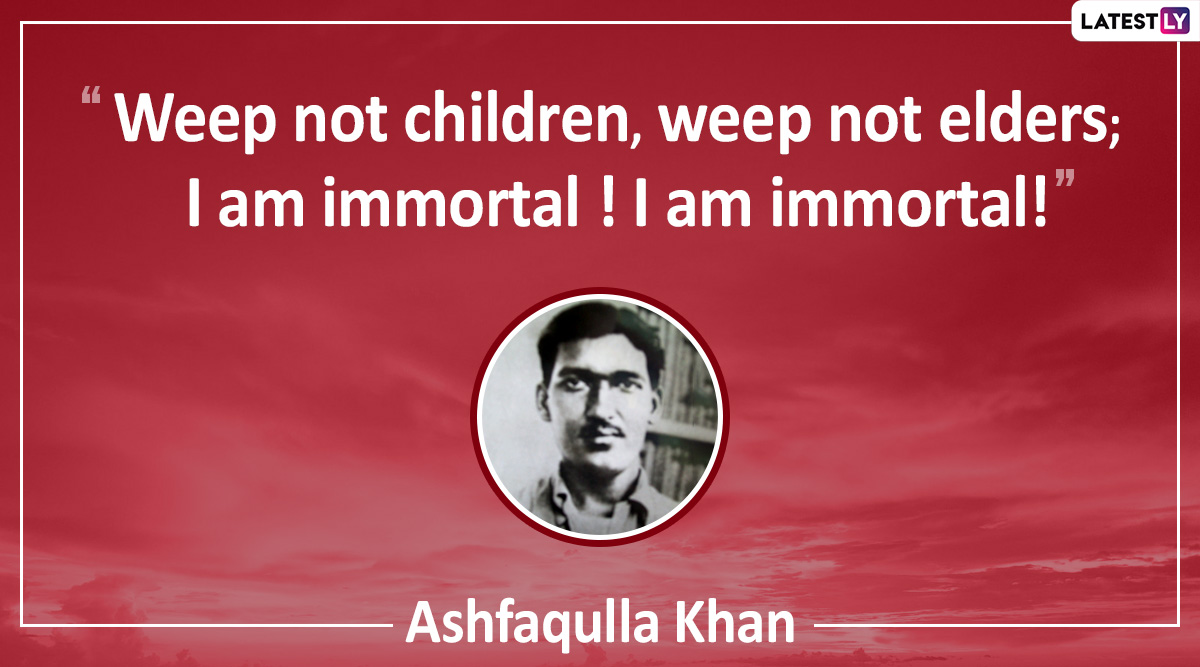 LATESTLY
“ Weep not children, weep not elders;
I am immortal ! I am immortal! ”
Ashfaqulla Khan